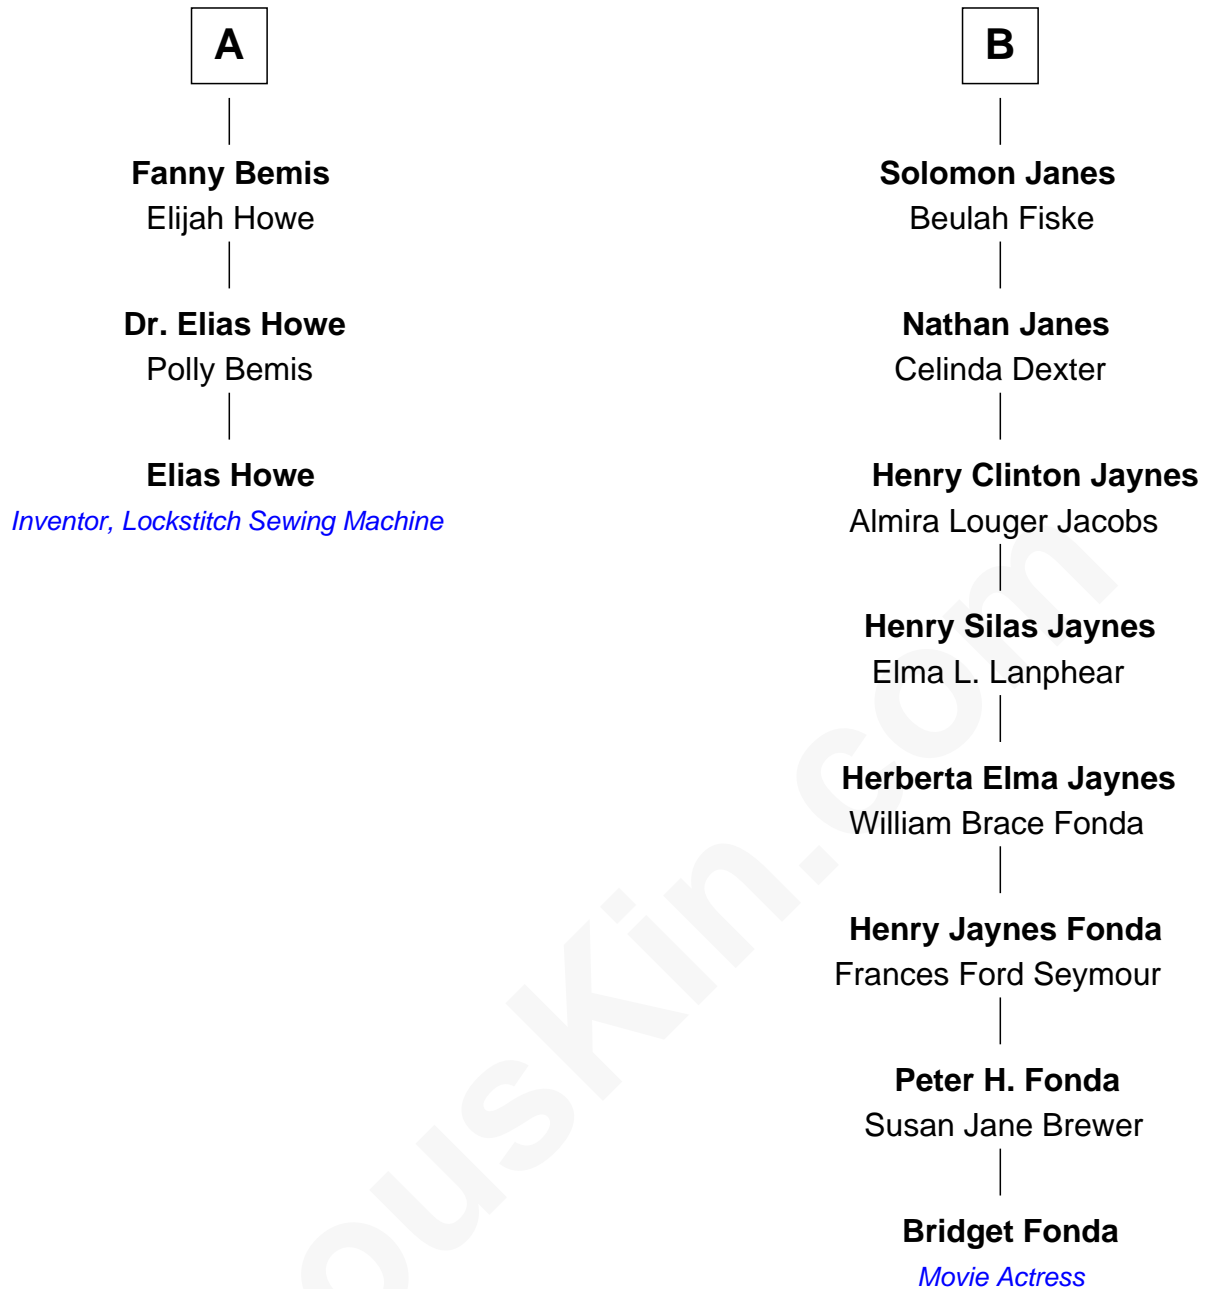 A
Fanny Bemis
Elijah Howe
Dr. Elias Howe
Polly Bemis
Elias Howe
Inventor, Lockstitch Sewing Machine
B
Solomon Janes
Beulah Fiske
Nathan Janes
Celinda Dexter
Henry Clinton Jaynes
Almira Louger Jacobs
Henry Silas Jaynes
Elma L. Lanphear
Herberta Elma Jaynes
William Brace Fonda
Henry Jaynes Fonda
Frances Ford Seymour
Peter H. Fonda
Susan Jane Brewer
Bridget Fonda
Movie Actress
ousKin.com